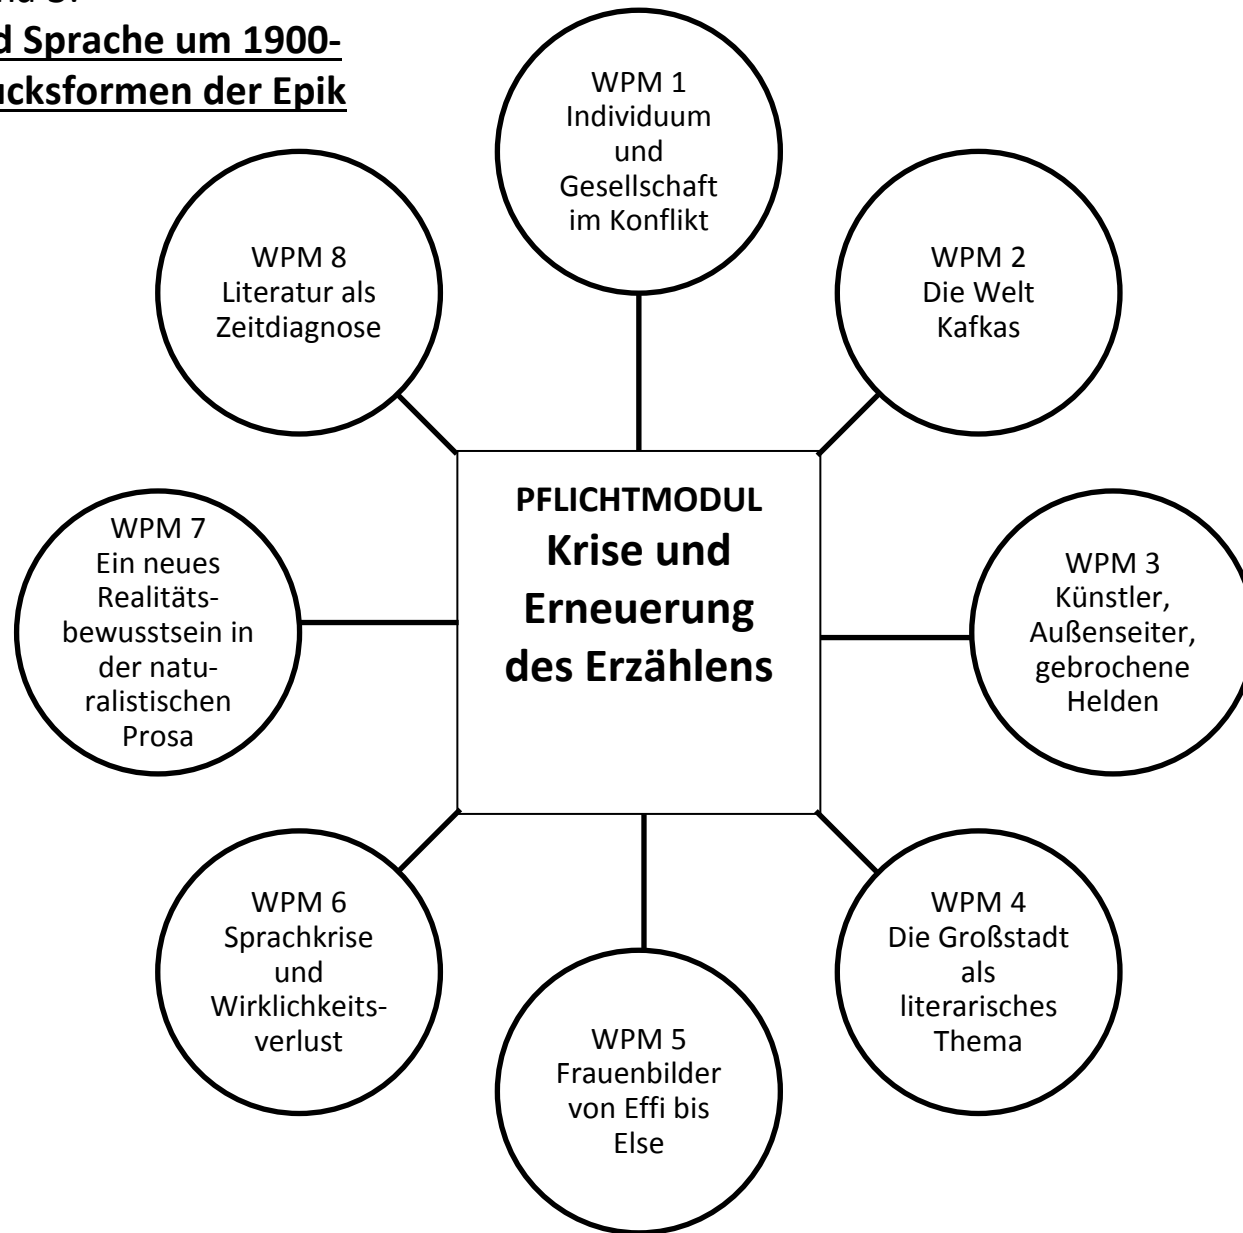 d Sprache um 1900-
ucksformen der Epik
WPM 1
Individuum
und
Gesellschaft
im Konflikt
WPM 2
Die Welt
Kafkas
WPM 3
Künstler,
Außenseiter,
gebrochene
Helden
WPM 4
Die Großstadt
als
literarisches
Thema
WPM 5
Frauenbilder
von Effi bis
Else
WPM 6
Sprachkrise
und
Wirklichkeits-
verlust
WPM 7
Ein neues
Realitäts-
bewusstsein in
der natu-
ralistischen
Prosa
WPM 8
Literatur als
Zeitdiagnose
PFLICHTMODUL
Krise und
Erneuerung
des Erzählens